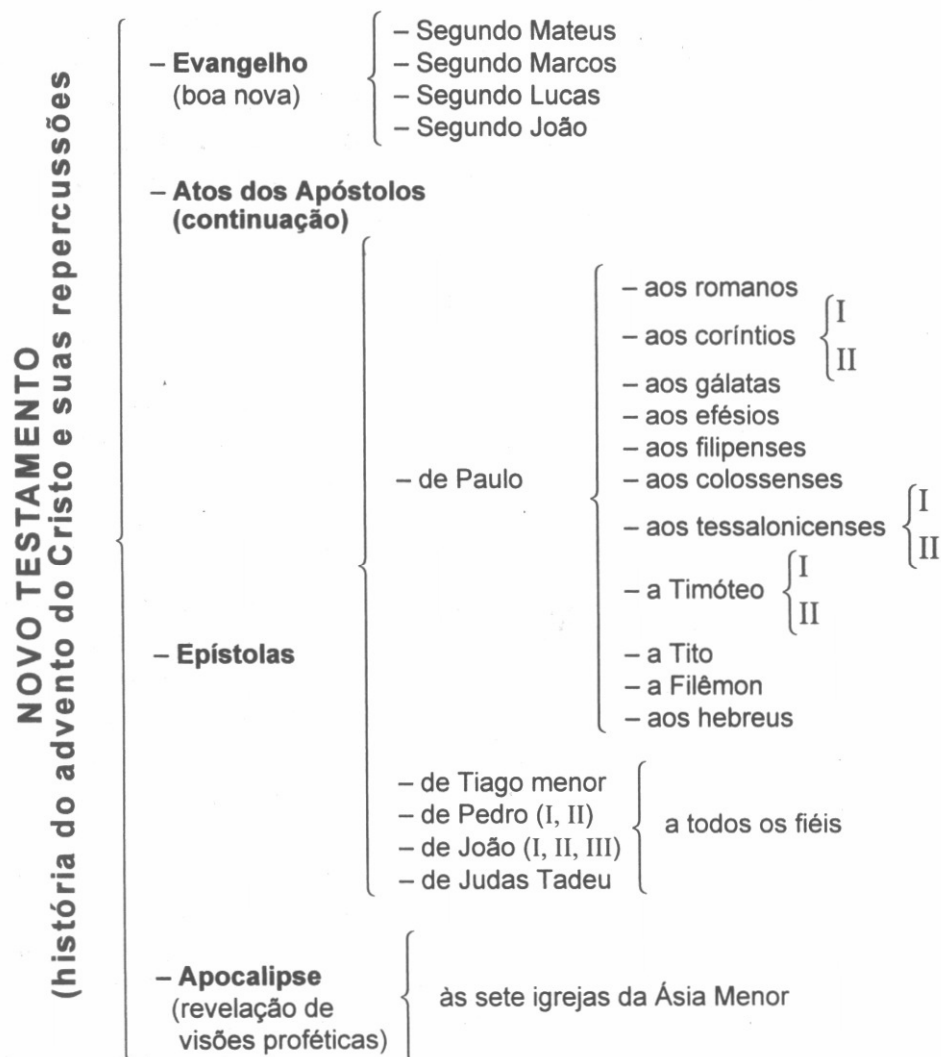 NOVO TESTAMENTO
(história do advento do Cristo e suas repercussões
– Evangelho
(boa nova)
– Segundo Mateus
– Segundo Marcos
– Segundo Lucas
– Segundo João
– Atos dos Apóstolos
(continuação)
– Epístolas
– de Paulo
– aos romanos
– aos coríntios
I
II
– aos gálatas
– aos efésios
– aos filipenses
– aos colossenses
– aos tessalonicenses
I
II
– a Timóteo
I
II
– a Tito
– a Filêmon
– aos hebreus
– de Tiago menor
– de Pedro (I, II)
– de João (I, II, III)
– de Judas Tadeu
a todos os fiéis
– Apocalipse
(revelação de
visões proféticas)
às sete igrejas da Ásia Menor